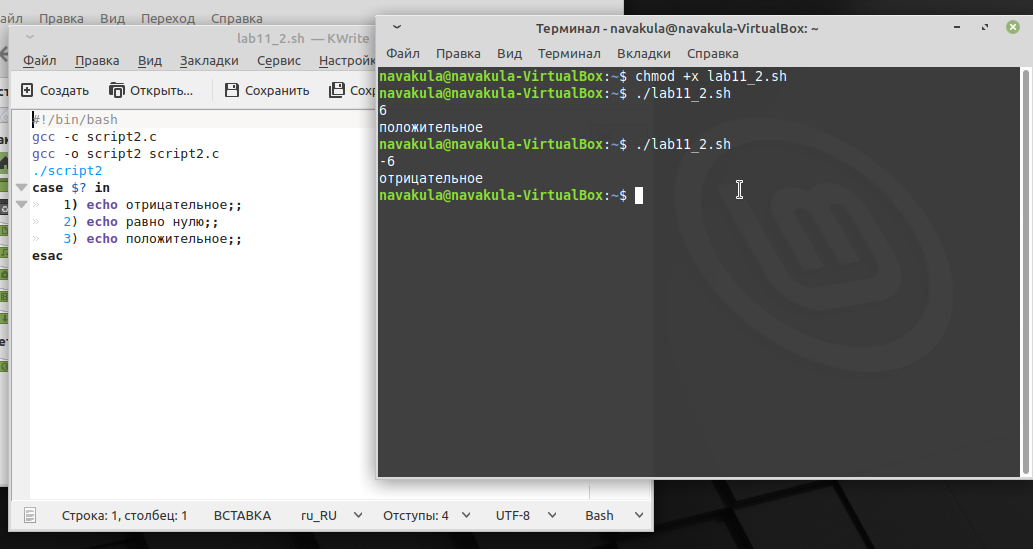 айл Правка Вид Переход Справка
lab11_2.sh — KWrite
Файл Правка Вид Закладки Сервис Настройк
Создать Открыть... Сохранить Сохр
#!/bin/bash
gcc -c script2.c
gcc -o script2 script2.c
./script2
case $? in
» 1) echo отрицательное;;
» 2) echo равно нулю;;
» 3) echo положительное;;
esac
Строка: 1, столбец: 1 ВСТАВКА ru_RU Отступы: 4 UTF-8 Bash
Терминал - navakula@navakula-VirtualBox: ~
Файл Правка Вид Терминал Вкладки Справка
navakula@navakula-VirtualBox:~$ chmod +x lab11_2.sh
navakula@navakula-VirtualBox:~$ ./lab11_2.sh
6
положительное
navakula@navakula-VirtualBox:~$ ./lab11_2.sh
-6
отрицательное
navakula@navakula-VirtualBox:~$